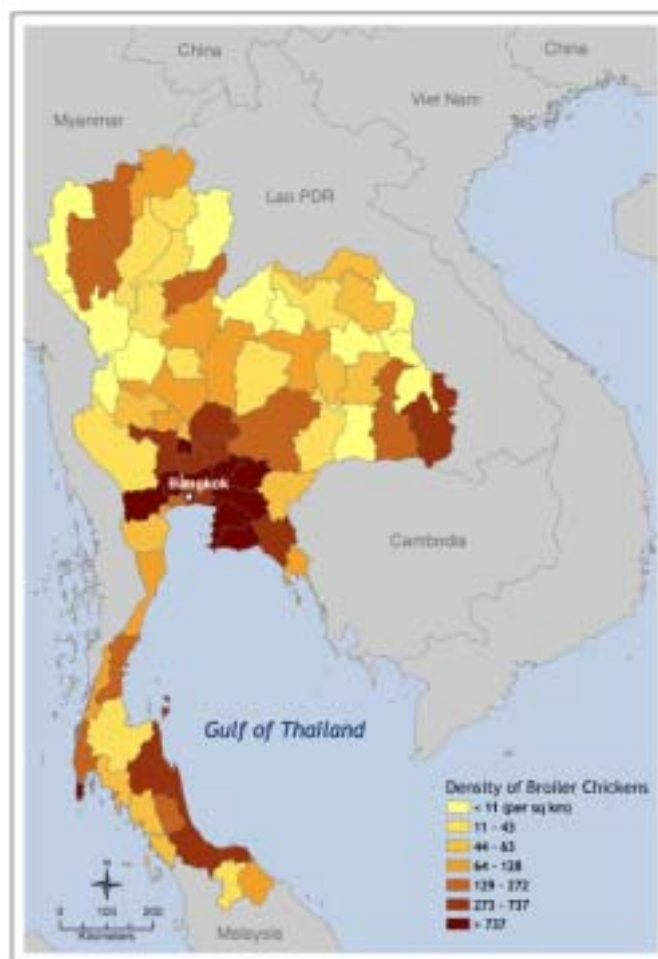 China
China
Viet Nam
Myanmar
Lao PDR
Bangkok
Cambodia
Gulf of Thailand
Density of Broiler Chickens
< 11 (per sq km)
11 - 43
44 - 63
64 - 128
129 - 272
273 - 737
> 737
0 100 200
Kilometers
Malaysia